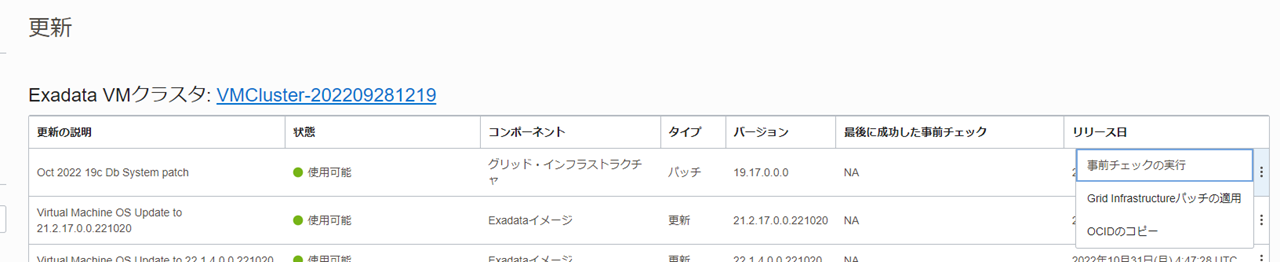 更新
Exadata VMクラスタ: VMCluster-202209281219
更新の説明 状態 コンポーネント タイプ バージョン 最後に成功した事前チェック リリース日
Oct 2022 19c Db System patch 使用可能 グリッド・インフラストラクチャ パッチ 19.17.0.0.0 NA
事前チェックの実行
Grid Infrastructureパッチの適用
OCIDのコピー
Virtual Machine OS Update to 21.2.17.0.0.221020 使用可能 Exadataイメージ 更新 21.2.17.0.0.221020 NA
Virtual Machine OS Update to 22.1.4.0.0.221020 使用可能 Exadataイメージ 更新 22.1.4.0.0.221020 NA 2022年10月31日(月) 4:47:28 UTC